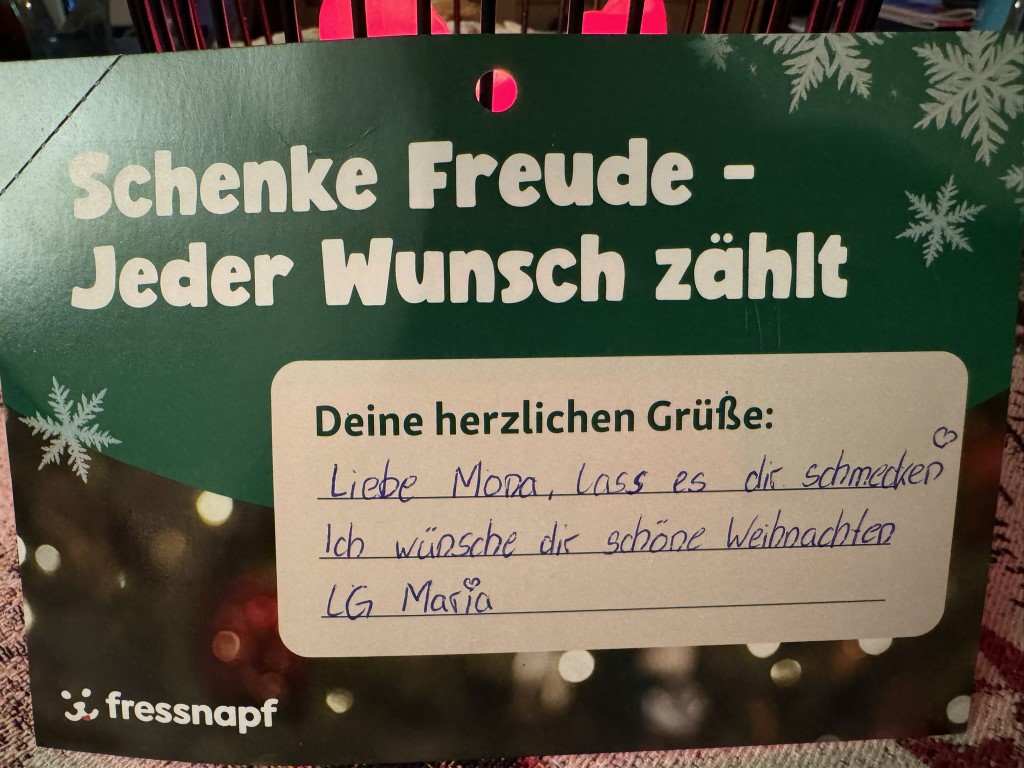 Schenke Freude -
Jeder Wunsch zählt
Deine herzlichen Grüße:
Liebe Mona, lass es dir schmecken ♡
Ich wünsche dir schöne Weihnachten
LG Maria
fressnapf